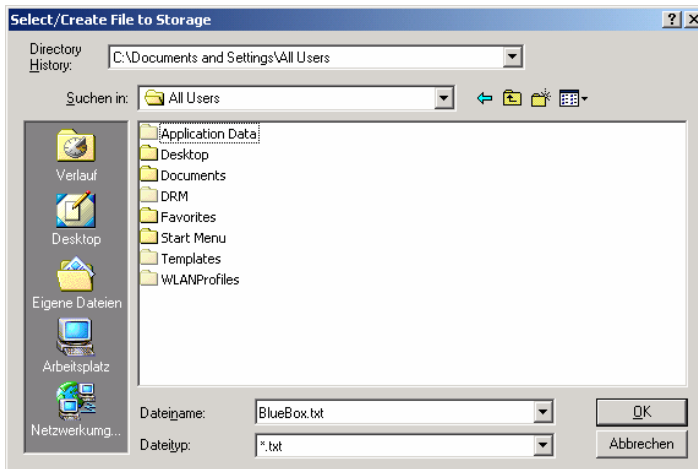 Select/Create File to Storage
Directory
History:
C:\Documents and Settings\All Users
Suchen in:
All Users
Verlauf
Desktop
Eigene Dateien
Arbeitsplatz
Netzwerkumg...
Application Data
Desktop
Documents
DRM
Favorites
Start Menu
Templates
WLANProfiles
Dateiname:
BlueBox.txt
OK
Dateityp:
*.txt
Abbrechen